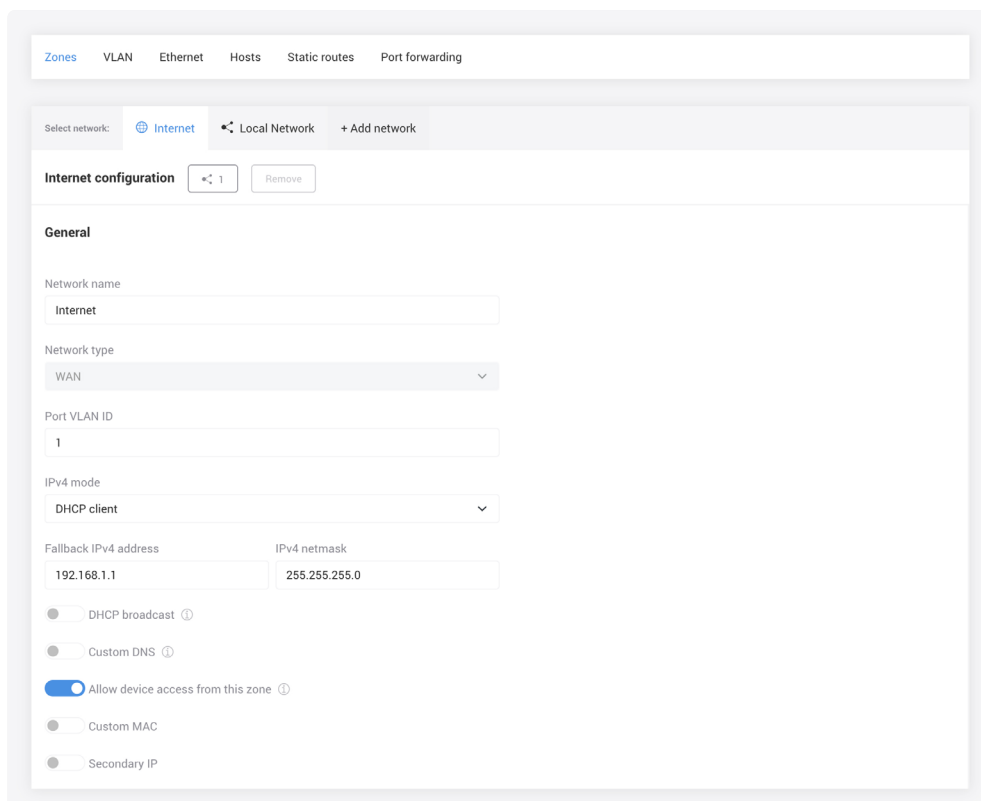 Zones VLAN Ethernet Hosts Static routes Port forwarding
Select network: Internet Local Network + Add network
Internet configuration 1 Remove
General
Network name
Internet
Network type
WAN
Port VLAN ID
1
IPv4 mode
DHCP client
Fallback IPv4 address IPv4 netmask
192.168.1.1 255.255.255.0
DHCP broadcast
Custom DNS
Allow device access from this zone
Custom MAC
Secondary IP